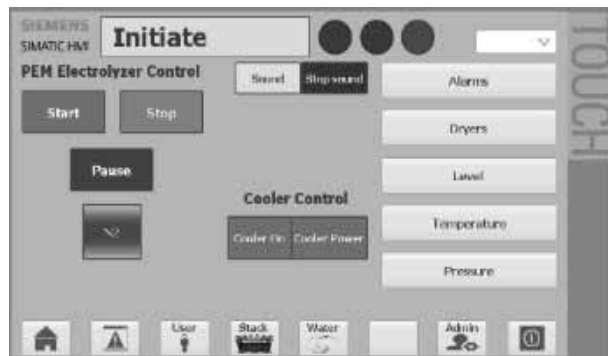 SIEMENS
SIMATIC HMI
Initiate
TOUCH
PEM Electrolyzer Control
Sound
Stop sound
Alarms
Start
Stop
Dryers
Pause
Level
Cooler Control
N2
Cooler On
Cooler Power
Temperature
Pressure
User
Stack
Water
Admin